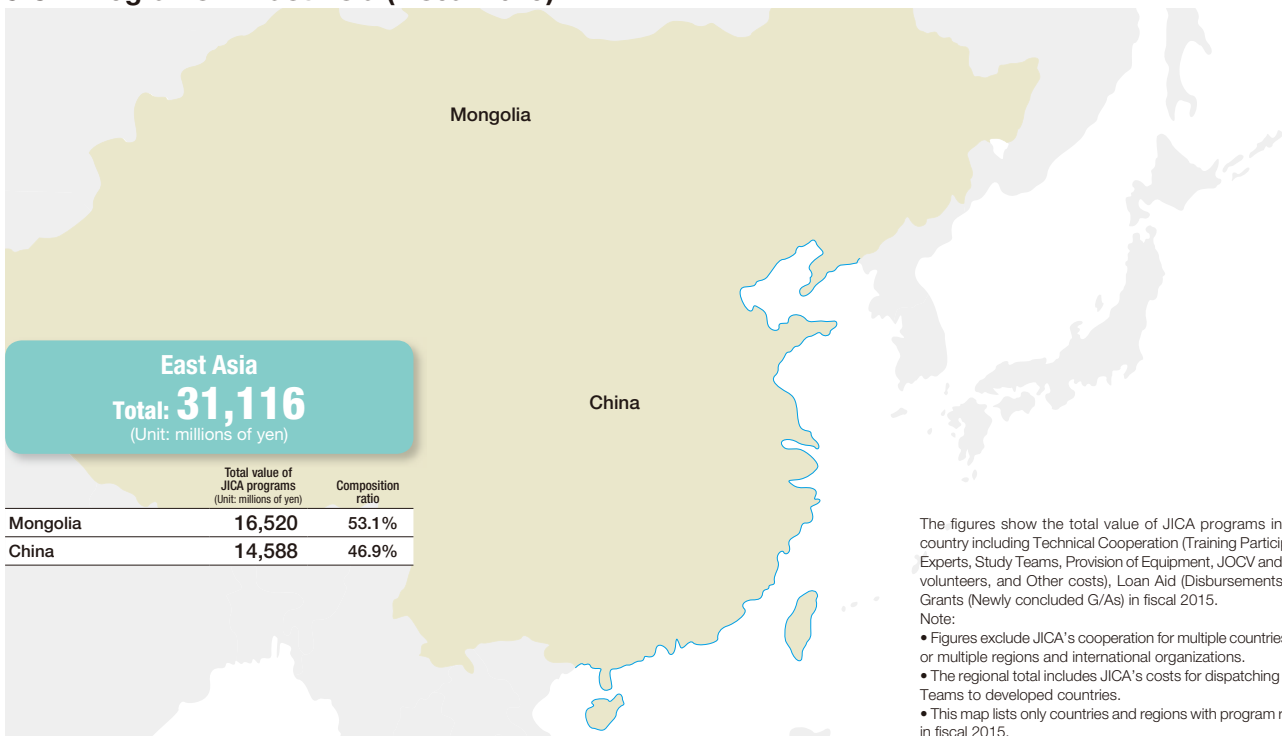 Mongolia
China
East Asia
Total: 31,116
(Unit: millions of yen)
Total value of
JICA programs
(Unit: millions of yen)
Composition
ratio
Mongolia 16,520 53.1%
China 14,588 46.9%
The figures show the total value of JICA programs in
country including Technical Cooperation (Training
Experts, Study Teams, Provision of Equipment, JOCV and
volunteers, and Other costs), Loan Aid (Disbursements
Grants (Newly concluded G/As) in fiscal 2015.
Note:
• Figures exclude JICA's cooperation for multiple countries
or multiple regions and international organizations.
• The regional total includes JICA's costs for dispatching
Teams to developed countries.
• This map lists only countries and regions with program
in fiscal 2015.